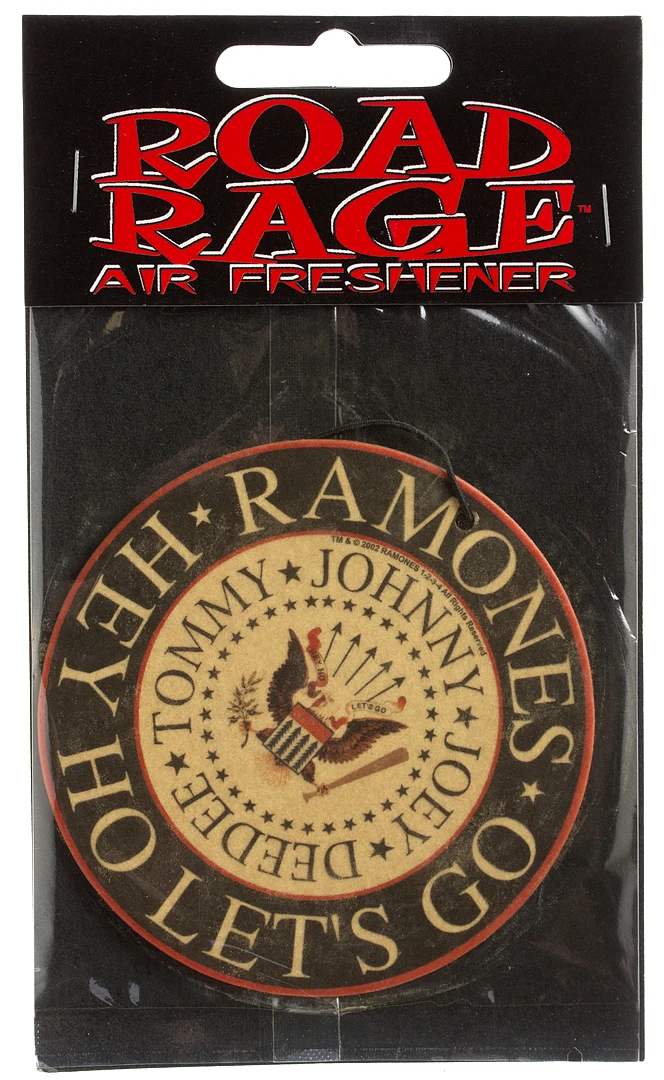 ROAD
RAGE™
AIR FRESHENER
RAMONES
HEY HO LET'S GO
TM & © 2002 RAMONES 1-2-3-4 All Rights Reserved
JOHNNY
JOEY
DEEDEE
TOMMY
LET'S GO